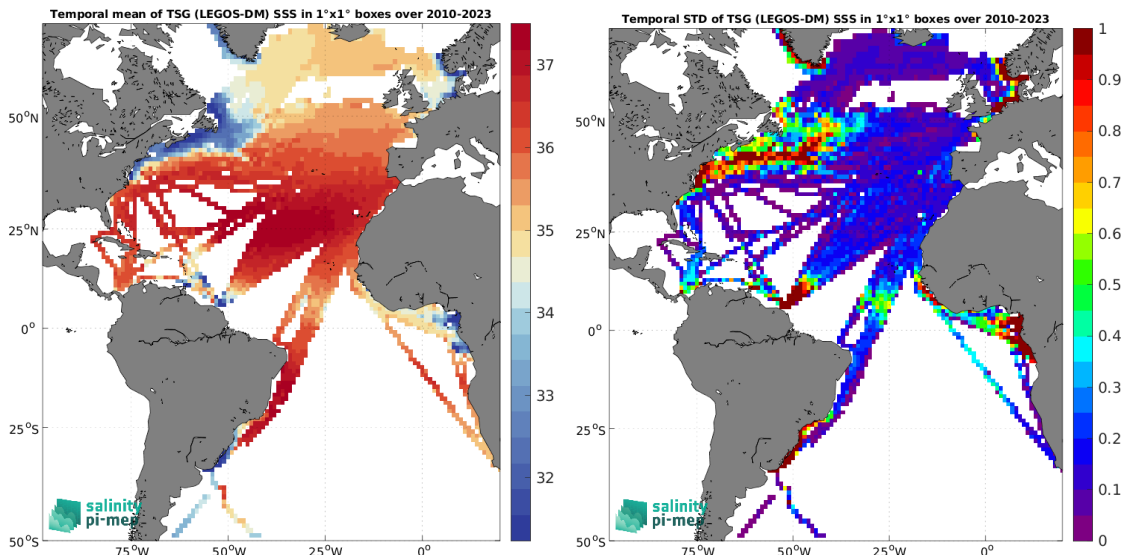 Temporal mean of TSG (LEGOS-DM) SSS in 1°x1° boxes over 2010-2023
50°N
25°N
0°
25°S
50°S
75°W
50°W
25°W
0°
37
36
35
34
33
32
salinity
pi-mep
Temporal STD of TSG (LEGOS-DM) SSS in 1°x1° boxes over 2010-2023
50°N
25°N
0°
25°S
50°S
75°W
50°W
25°W
0°
1
0.9
0.8
0.7
0.6
0.5
0.4
0.3
0.2
0.1
0
salinity
pi-mep